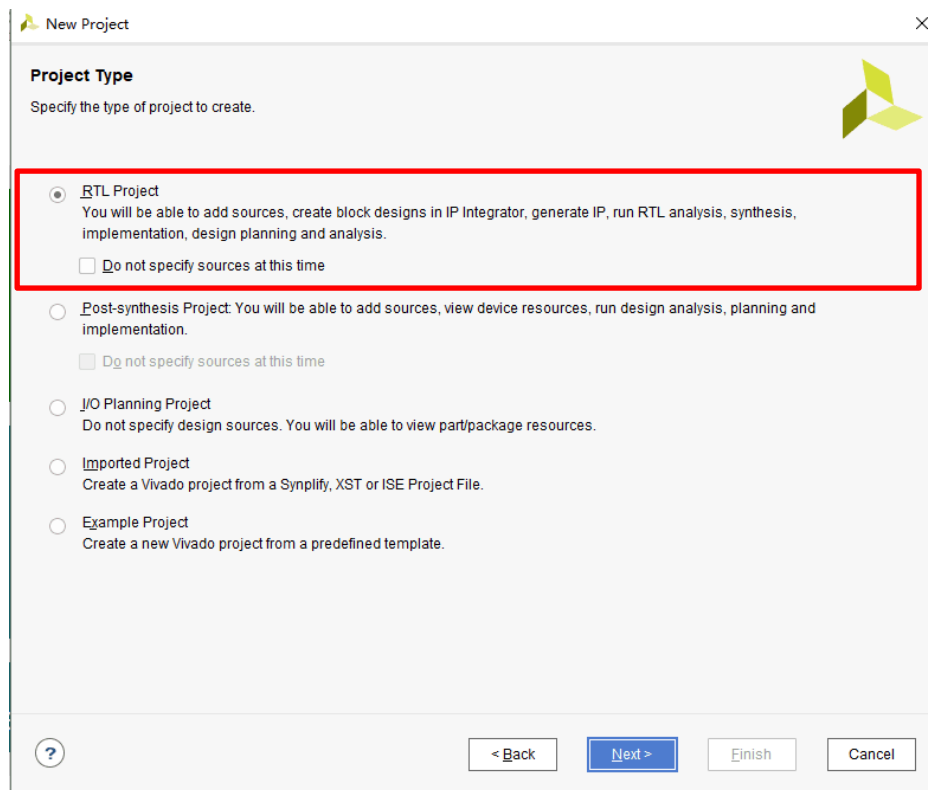 New Project
Project Type
Specify the type of project to create.
RTL Project
You will be able to add sources, create block designs in IP Integrator, generate IP, run RTL analysis, synthesis,
implementation, design planning and analysis.
Do not specify sources at this time
Post-synthesis Project: You will be able to add sources, view device resources, run design analysis, planning and
implementation.
Do not specify sources at this time
I/O Planning Project
Do not specify design sources. You will be able to view part/package resources.
Imported Project
Create a Vivado project from a Synplify, XST or ISE Project File.
Example Project
Create a new Vivado project from a predefined template.
? < Back Next > Finish Cancel